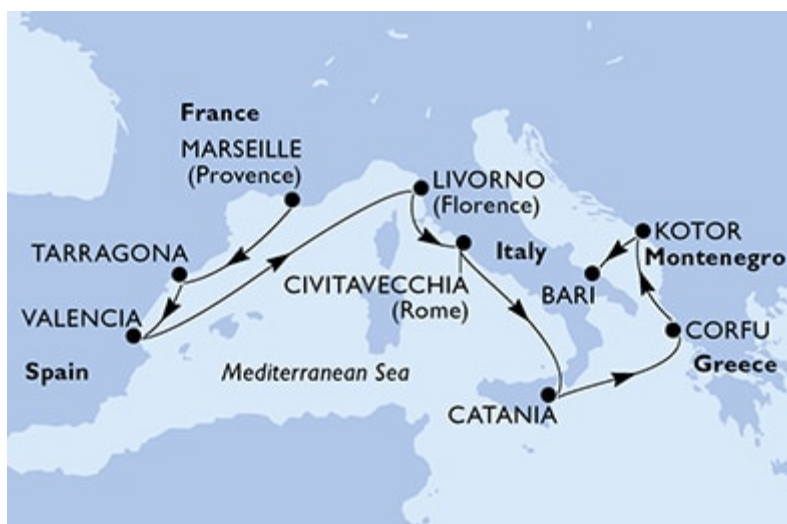 France
MARSEILLE
(Provence)
LIVORNO
(Florence)
TARRAGONA
KOTOR
Montenegro
Italy
CIVITAVECCHIA
(Rome)
BARI
VALENCIA
CORFU
Greece
Spain
Mediterranean Sea
CATANIA